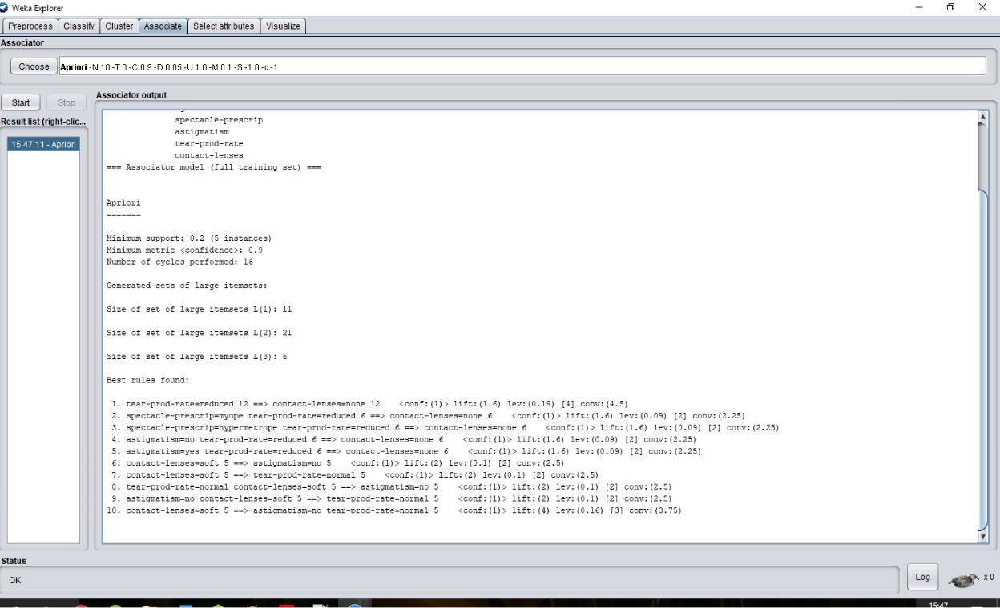 Weka Explorer
Preprocess Classify Cluster Associate Select attributes Visualize
Associator
Choose Apriori -N 10 -T 0 -C 0.9 -D 0.05 -U 1.0 -M 0.1 -S -1.0 -c -1
Start Stop
Associator output
Result list (right-clic...
15:47:11 - Apriori
spectacle-prescrip
astigmatism
tear-prod-rate
contact-lenses
=== Associator model (full training set) ===
Apriori
=======
Minimum support: 0.2 (5 instances)
Minimum metric <confidence>: 0.9
Number of cycles performed: 16
Generated sets of large itemsets:
Size of set of large itemsets L(1): 11
Size of set of large itemsets L(2): 21
Size of set of large itemsets L(3): 6
Best rules found:
1. tear-prod-rate=reduced 12 ==> contact-lenses=none 12 <conf:(1)> lift:(1.6) lev:(0.19) [4] conv:(4.5)
2. spectacle-prescrip=myope tear-prod-rate=reduced 6 ==> contact-lenses=none 6 <conf:(1)> lift:(1.6) lev:(0.09) [2] conv:(2.25)
3. spectacle-prescrip=hypermetrope tear-prod-rate=reduced 6 ==> contact-lenses=none 6 <conf:(1)> lift:(1.6) lev:(0.09) [2] conv:(2.25)
4. astigmatism=no tear-prod-rate=reduced 6 ==> contact-lenses=none 6 <conf:(1)> lift:(1.6) lev:(0.09) [2] conv:(2.25)
5. astigmatism=yes tear-prod-rate=reduced 6 ==> contact-lenses=none 6 <conf:(1)> lift:(1.6) lev:(0.09) [2] conv:(2.25)
6. contact-lenses=soft 5 ==> astigmatism=no 5 <conf:(1)> lift:(2) lev:(0.1) [2] conv:(2.5)
7. contact-lenses=soft 5 ==> tear-prod-rate=normal 5 <conf:(1)> lift:(2) lev:(0.1) [2] conv:(2.5)
8. tear-prod-rate=normal contact-lenses=soft 5 ==> astigmatism=no 5 <conf:(1)> lift:(2) lev:(0.1) [2] conv:(2.5)
9. astigmatism=no contact-lenses=soft 5 ==> tear-prod-rate=normal 5 <conf:(1)> lift:(2) lev:(0.1) [2] conv:(2.5)
10. contact-lenses=soft 5 ==> astigmatism=no tear-prod-rate=normal 5 <conf:(1)> lift:(4) lev:(0.16) [3] conv:(3.75)
Status
OK
Log
x 0
15:47